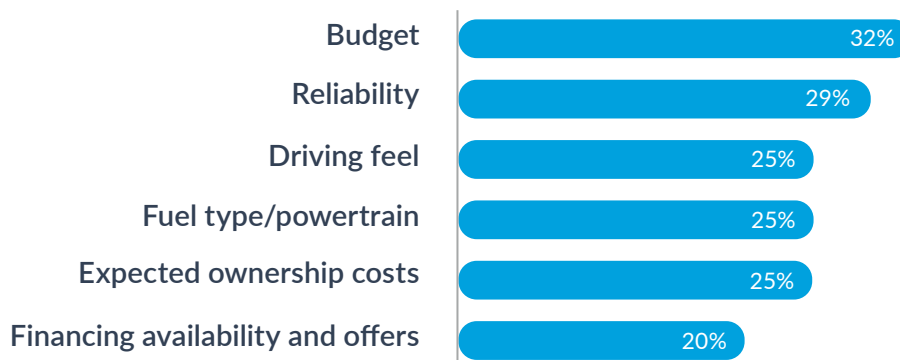 Budget 32%
Reliability 29%
Driving feel 25%
Fuel type/powertrain 25%
Expected ownership costs 25%
Financing availability and offers 20%